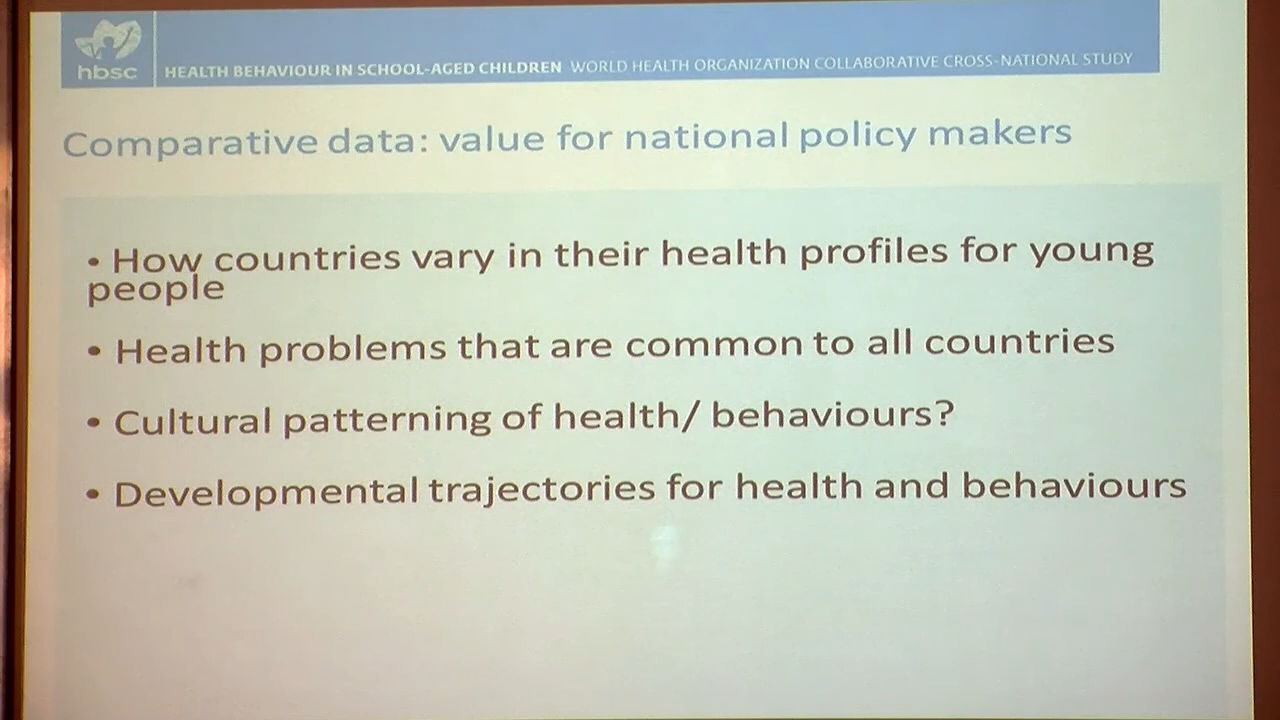 hbsc
HEALTH BEHAVIOUR IN SCHOOL-AGED CHILDREN WORLD HEALTH ORGANIZATION COLLABORATIVE CROSS-NATIONAL STUDY
Comparative data: value for national policy makers
• How countries vary in their health profiles for young
people
• Health problems that are common to all countries
• Cultural patterning of health/ behaviours?
• Developmental trajectories for health and behaviours